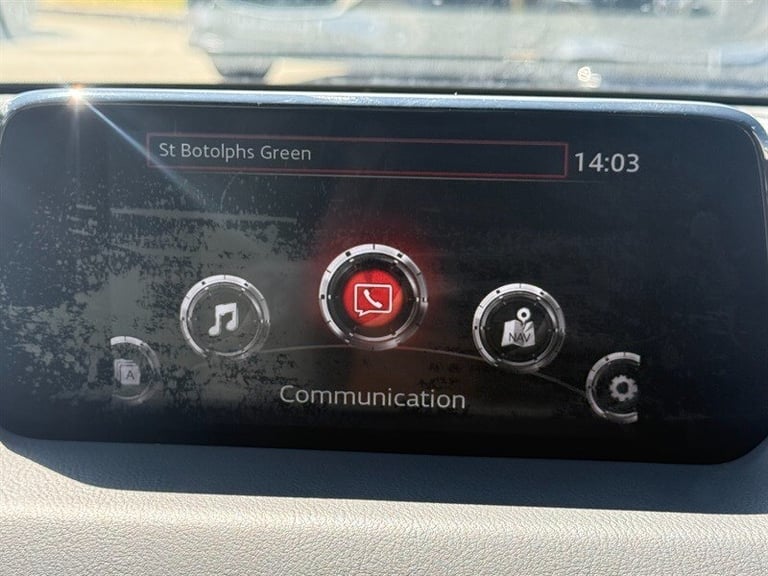 St Botolphs Green
14:03
A
NAV
Communication